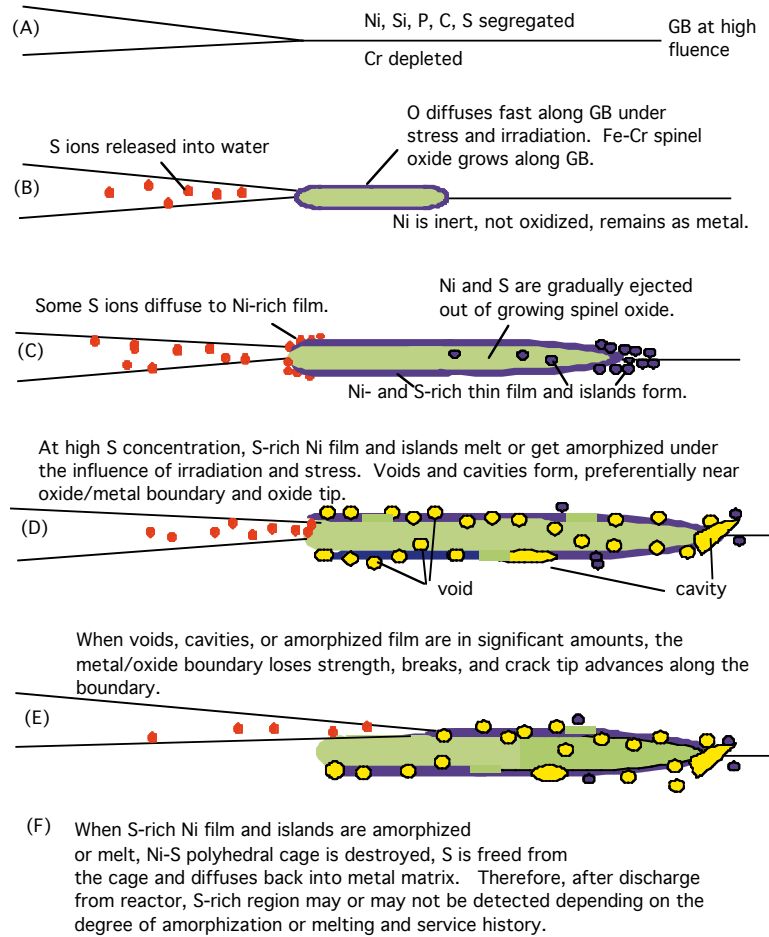 (A)
Ni, Si, P, C, S segregated
Cr depleted
GB at high
fluence
(B)
S ions released into water
O diffuses fast along GB under
stress and irradiation. Fe-Cr spinel
oxide grows along GB.
Ni is inert, not oxidized, remains as metal.
(C)
Some S ions diffuse to Ni-rich film.
Ni and S are gradually ejected
out of growing spinel oxide.
Ni- and S-rich thin film and islands form.
At high S concentration, S-rich Ni film and islands melt or get amorphized under
the influence of irradiation and stress. Voids and cavities form, preferentially near
oxide/metal boundary and oxide tip.
(D)
void
cavity
When voids, cavities, or amorphized film are in significant amounts, the
metal/oxide boundary loses strength, breaks, and crack tip advances along the
boundary.
(E)
(F) When S-rich Ni film and islands are amorphized
or melt, Ni-S polyhedral cage is destroyed, S is freed from
the cage and diffuses back into metal matrix. Therefore, after discharge
from reactor, S-rich region may or may not be detected depending on the
degree of amorphization or melting and service history.